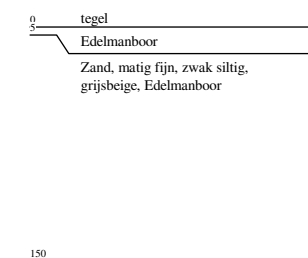 0 tegel
5
Edelmanboor
Zand, matig fijn, zwak siltig,
grijsbeige, Edelmanboor
150